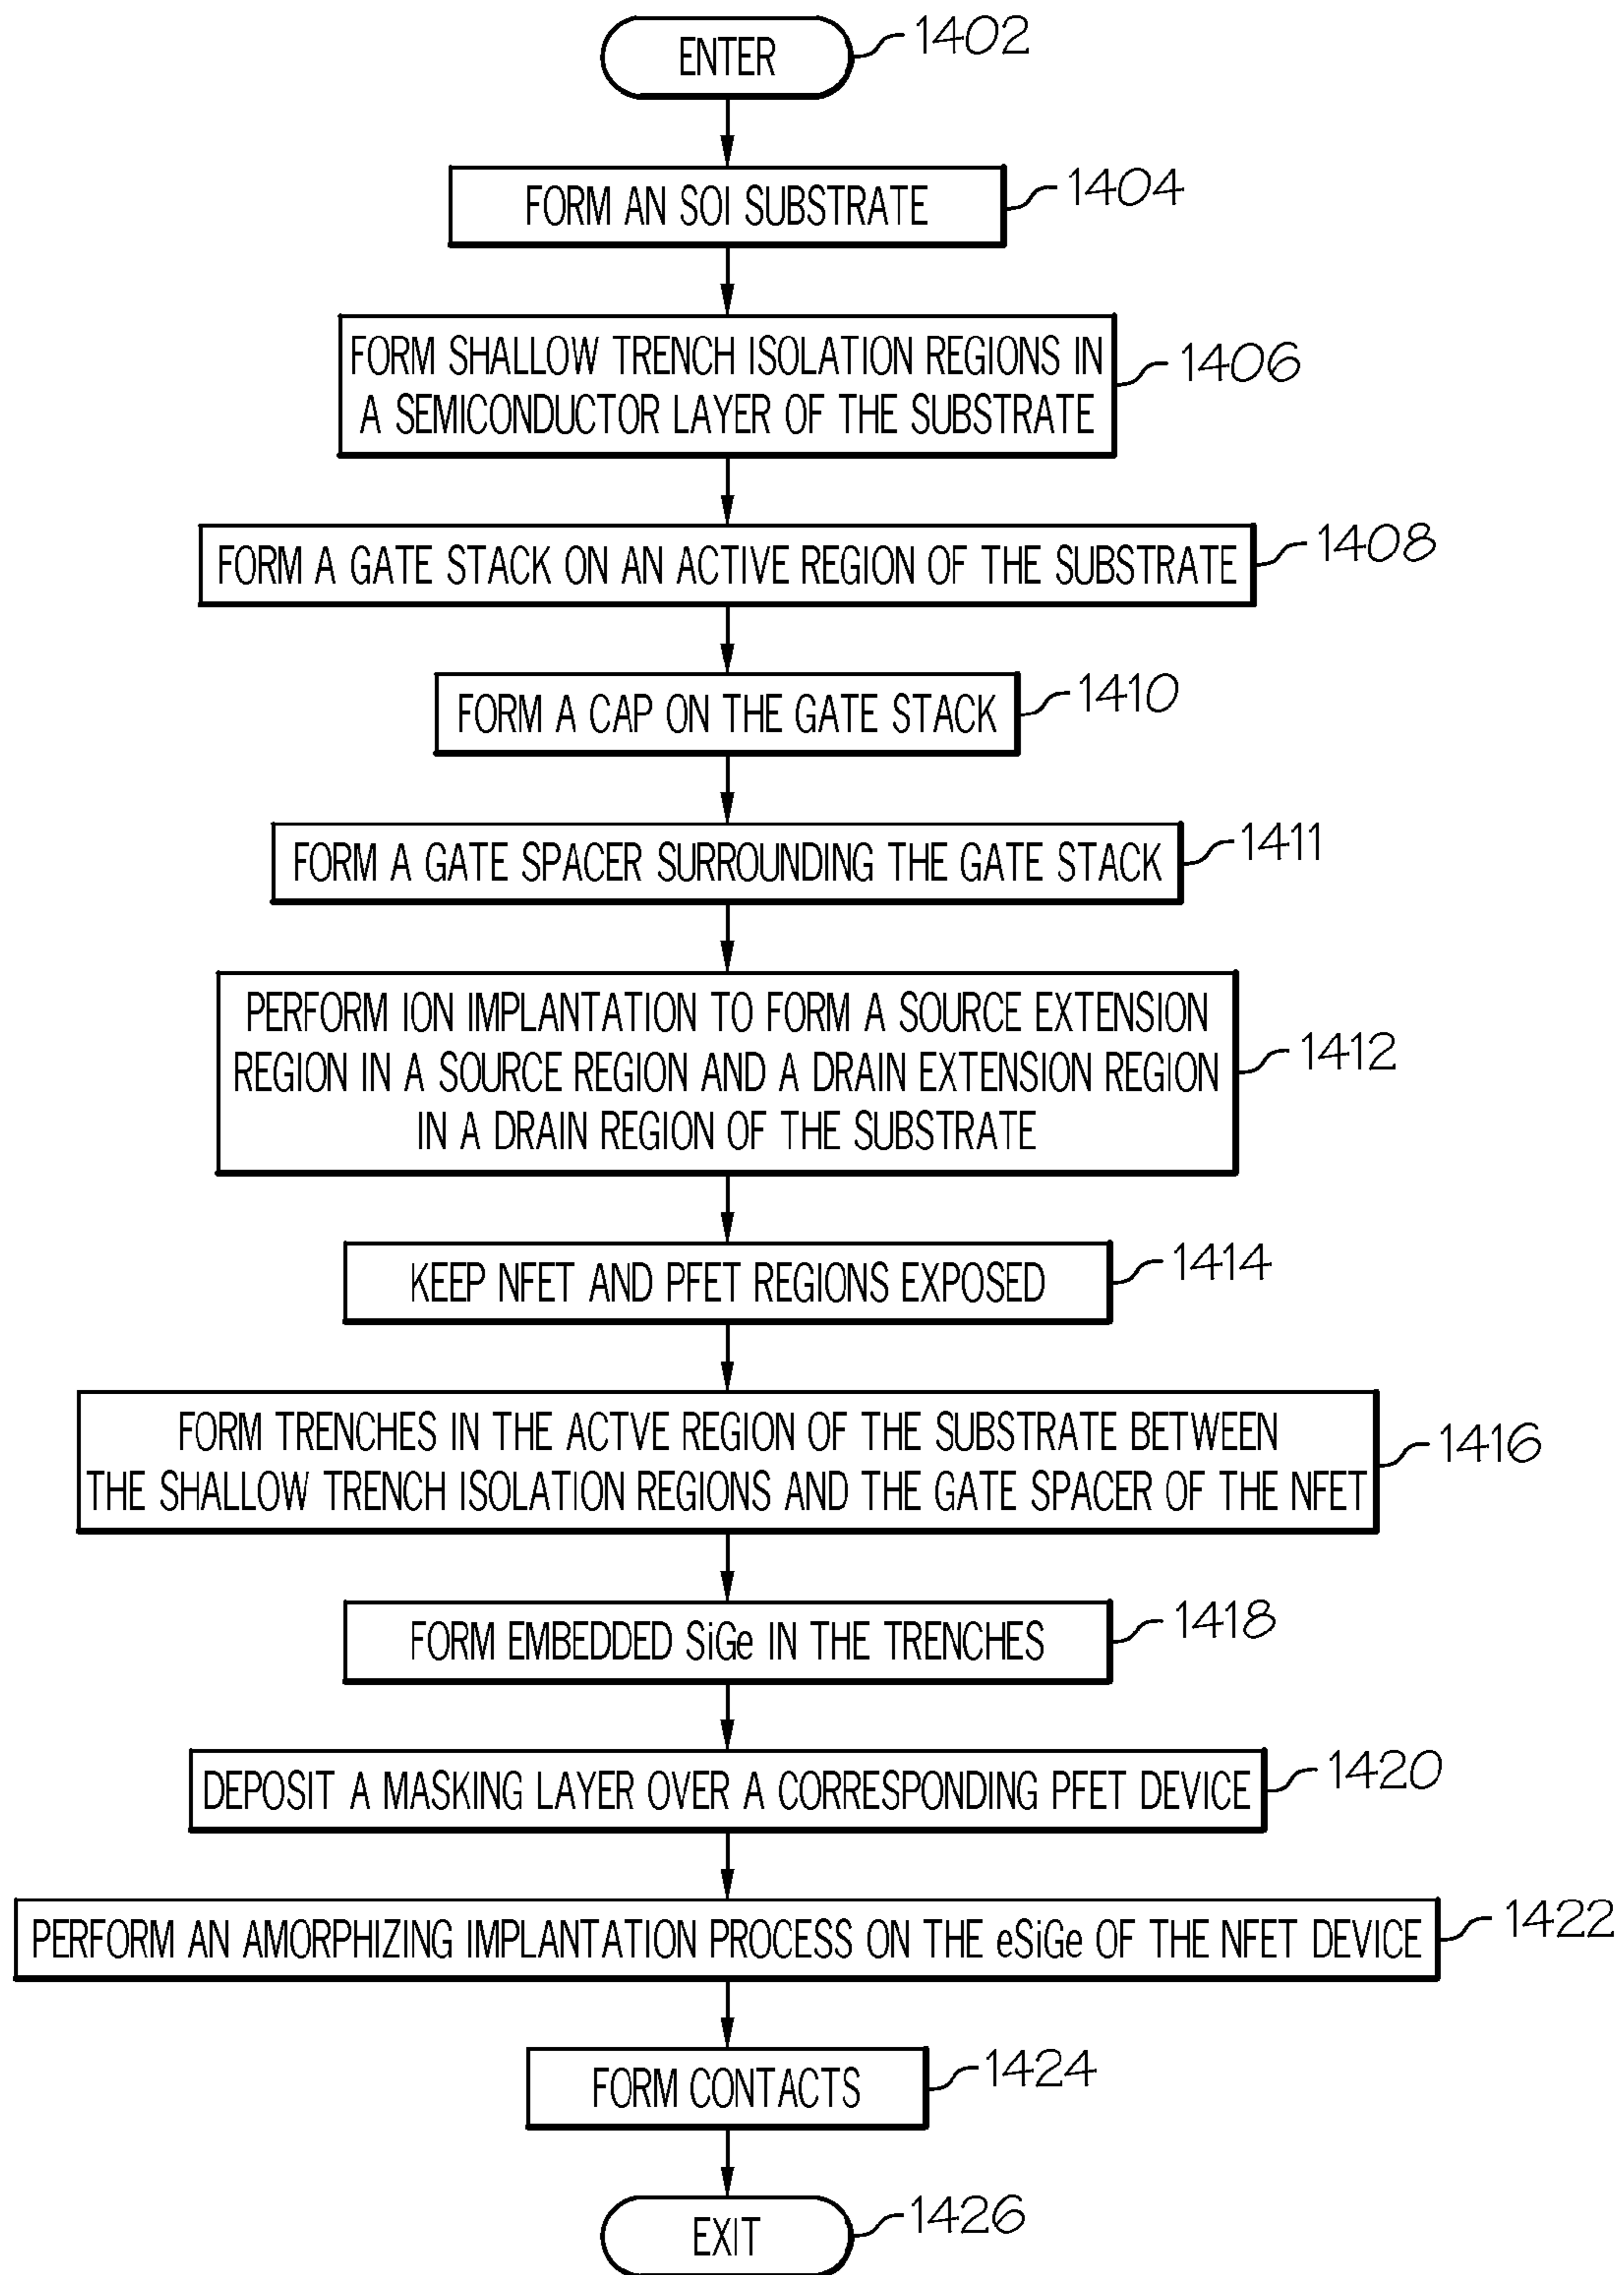 ENTER
1402
FORM AN SOI SUBSTRATE
1404
FORM SHALLOW TRENCH ISOLATION REGIONS IN
A SEMICONDUCTOR LAYER OF THE SUBSTRATE
1406
FORM A GATE STACK ON AN ACTIVE REGION OF THE SUBSTRATE
1408
FORM A CAP ON THE GATE STACK
1410
FORM A GATE SPACER SURROUNDING THE GATE STACK
1411
PERFORM ION IMPLANTATION TO FORM A SOURCE EXTENSION
REGION IN A SOURCE REGION AND A DRAIN EXTENSION REGION
IN A DRAIN REGION OF THE SUBSTRATE
1412
KEEP NFET AND PFET REGIONS EXPOSED
1414
FORM TRENCHES IN THE ACTVE REGION OF THE SUBSTRATE BETWEEN
THE SHALLOW TRENCH ISOLATION REGIONS AND THE GATE SPACER OF THE NFET
1416
FORM EMBEDDED SiGe IN THE TRENCHES
1418
DEPOSIT A MASKING LAYER OVER A CORRESPONDING PFET DEVICE
1420
PERFORM AN AMORPHIZING IMPLANTATION PROCESS ON THE eSiGe OF THE NFET DEVICE
1422
FORM CONTACTS
1424
EXIT
1426